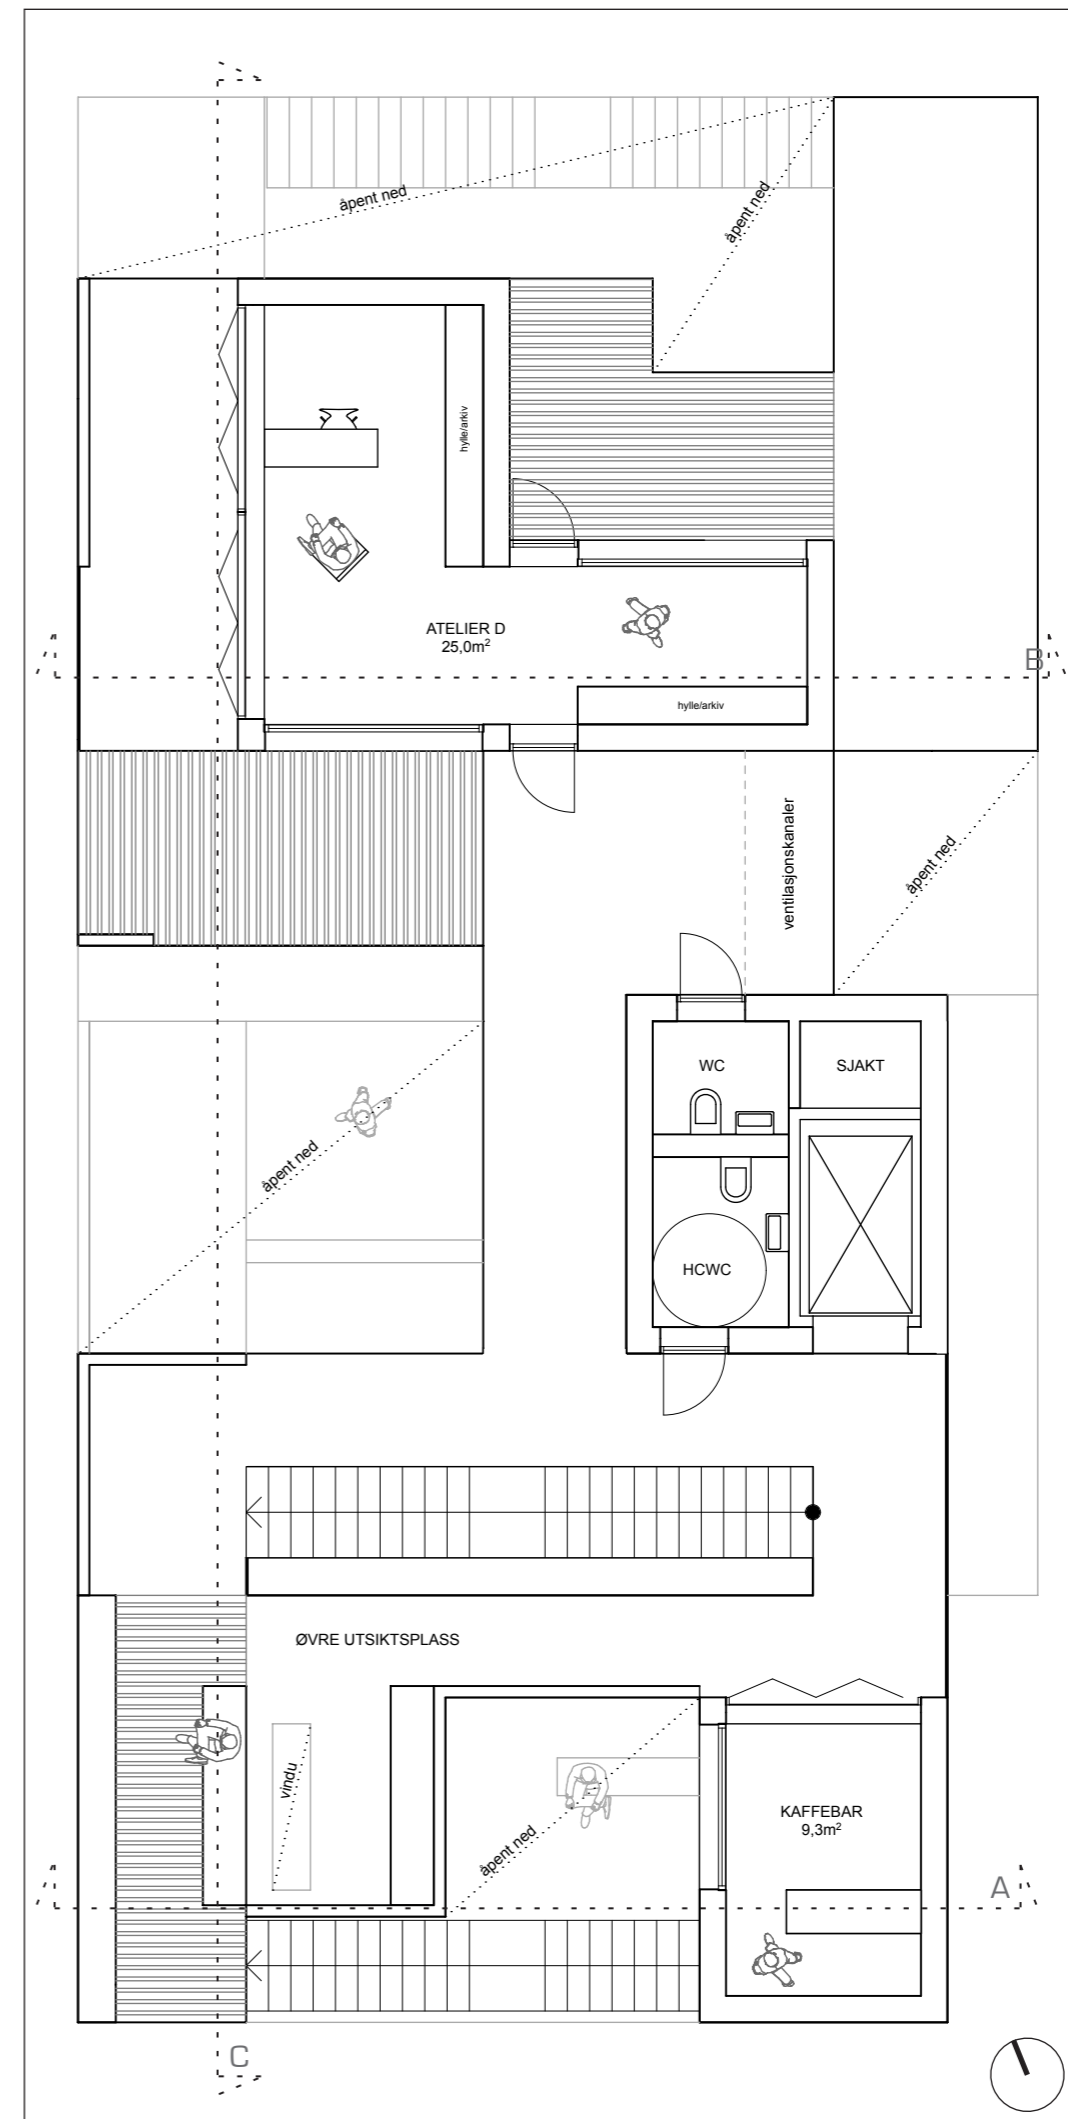 åpent ned
åpent ned
hylle/arkiv
ATELIER D
25,0m²
B
hylle/arkiv
ventilasjonskanaler
åpent ned
WC
SJAKT
åpent ned
HCWC
ØVRE UTSIKTSPLASS
vindu
KAFFEBAR
9,3m²
åpent ned
A
C